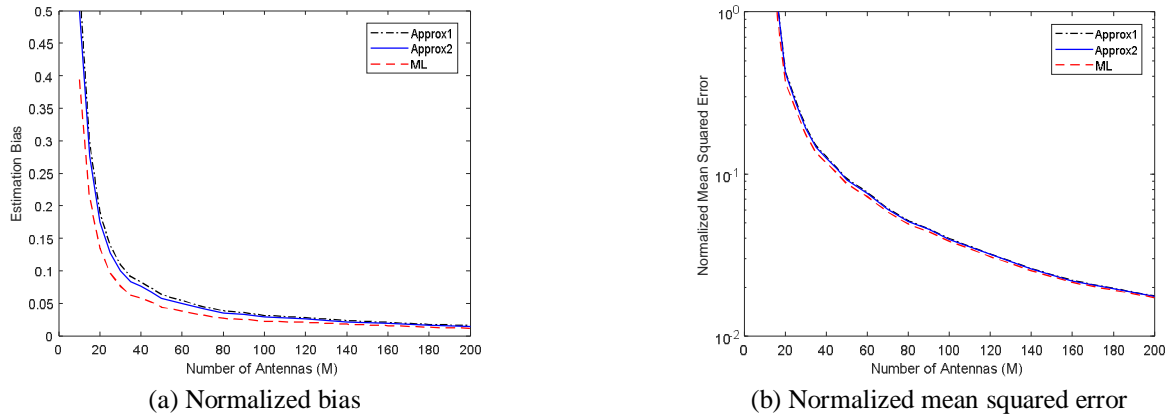 0.5
0.45
0.4
0.35
0.3
0.25
0.2
0.15
0.1
0.05
0
Estimation Bias
Approx1
Approx2
ML
0 20 40 60 80 100 120 140 160 180 200
Number of Antennas (M)
(a) Normalized bias
10^0
10^-1
10^-2
Normalized Mean Squared Error
Approx1
Approx2
ML
0 20 40 60 80 100 120 140 160 180 200
Number of Antennas (M)
(b) Normalized mean squared error